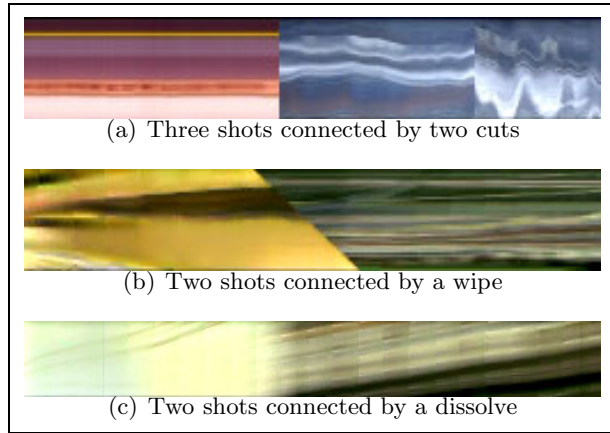 (a) Three shots connected by two cuts
(b) Two shots connected by a wipe
(c) Two shots connected by a dissolve